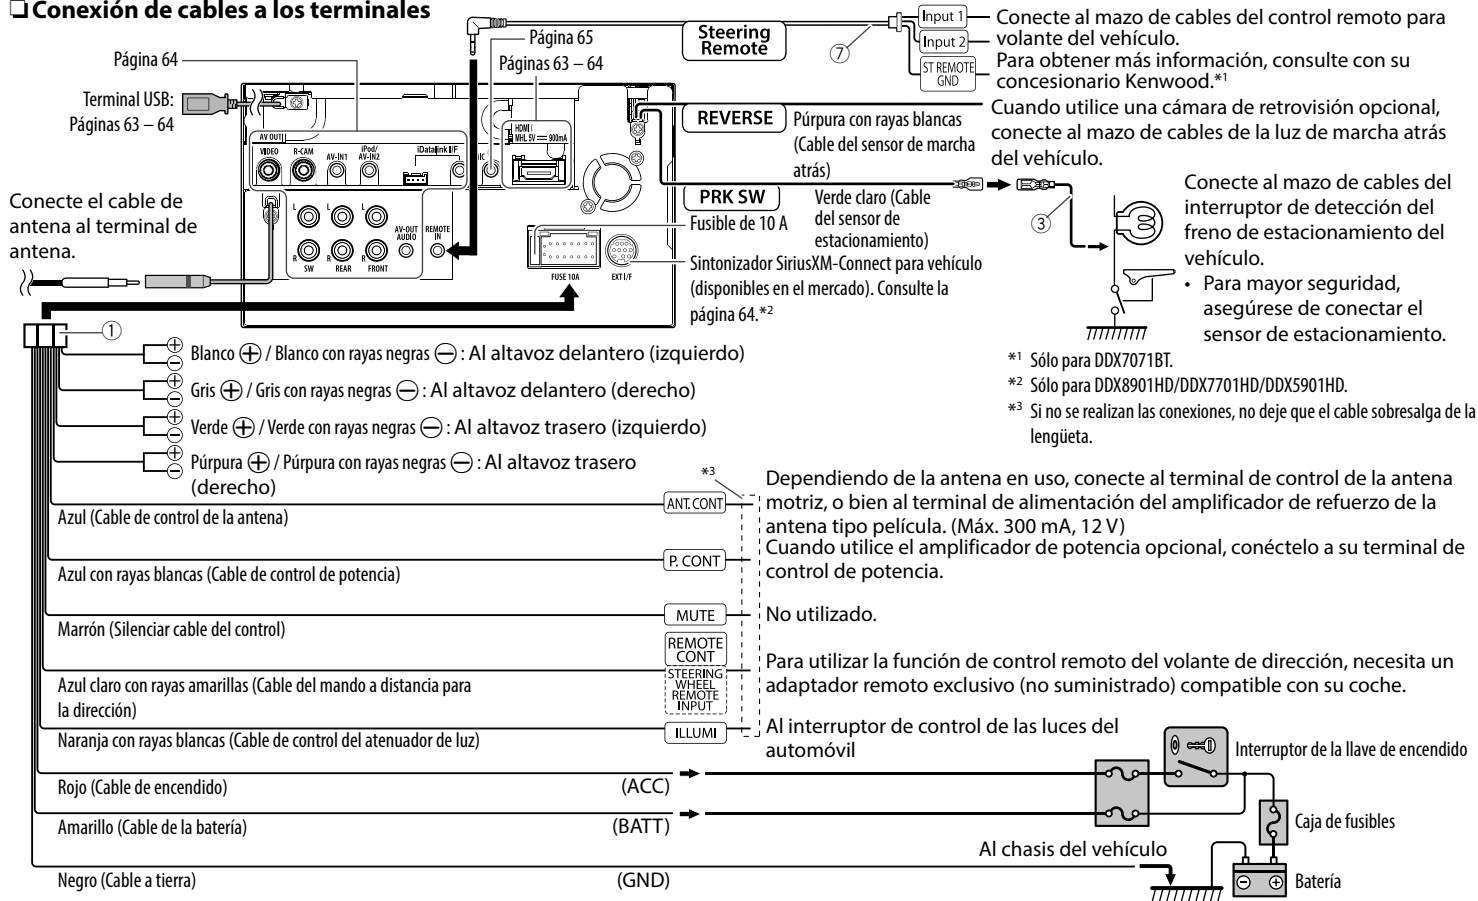 ❏ Conexión de cables a los terminales
Página 64
Terminal USB:
Páginas 63 – 64
Página 65
Páginas 63 – 64
Steering
Remote
⑦
Input 1
Input 2
ST REMOTE
GND
Conecte al mazo de cables del control remoto para
volante del vehículo.
Para obtener más información, consulte con su
concesionario Kenwood.*1
REVERSE
Púrpura con rayas blancas
(Cable del sensor de marcha
atrás)
Cuando utilice una cámara de retrovisión opcional,
conecte al mazo de cables de la luz de marcha atrás
del vehículo.
AV OUT
VIDEO
R-CAM
AV-IN1
iPod/
AV-IN2
iDatalink I/F
HDMI /
MHL 5V ⎓ 900mA
L
L
L
R
R
R
SW
REAR
FRONT
AV-OUT
AUDIO
REMOTE
IN
FUSE 10A
EXT I/F
PRK SW
Verde claro (Cable
del sensor de
estacionamiento)
Fusible de 10 A
Sintonizador SiriusXM-Connect para vehículo
(disponibles en el mercado). Consulte la
página 64.*2
③
Conecte al mazo de cables del
interruptor de detección del
freno de estacionamiento del
vehículo.
• Para mayor seguridad,
asegúrese de conectar el
sensor de estacionamiento.
Conecte el cable de
antena al terminal de
antena.
①
*1 Sólo para DDX7071BT.
*2 Sólo para DDX8901HD/DDX7701HD/DDX5901HD.
*3 Si no se realizan las conexiones, no deje que el cable sobresalga de la
lengüeta.
⊕
⊖
Blanco ⊕ / Blanco con rayas negras ⊖ : Al altavoz delantero (izquierdo)
⊕
⊖
Gris ⊕ / Gris con rayas negras ⊖ : Al altavoz delantero (derecho)
⊕
⊖
Verde ⊕ / Verde con rayas negras ⊖ : Al altavoz trasero (izquierdo)
⊕
⊖
Púrpura ⊕ / Púrpura con rayas negras ⊖ : Al altavoz trasero
(derecho)
*3
Azul (Cable de control de la antena)
ANT. CONT
Dependiendo de la antena en uso, conecte al terminal de control de la antena
motriz, o bien al terminal de alimentación del amplificador de refuerzo de la
antena tipo película. (Máx. 300 mA, 12 V)
Azul con rayas blancas (Cable de control de potencia)
P. CONT
Cuando utilice el amplificador de potencia opcional, conéctelo a su terminal de
control de potencia.
Marrón (Silenciar cable del control)
MUTE
No utilizado.
REMOTE
CONT
STEERING
WHEEL
REMOTE
INPUT
Azul claro con rayas amarillas (Cable del mando a distancia para
la dirección)
Para utilizar la función de control remoto del volante de dirección, necesita un
adaptador remoto exclusivo (no suministrado) compatible con su coche.
Naranja con rayas blancas (Cable de control del atenuador de luz)
ILLUMI
Al interruptor de control de las luces del
automóvil
Interruptor de la llave de encendido
Rojo (Cable de encendido)
(ACC)
Amarillo (Cable de la batería)
(BATT)
Caja de fusibles
Al chasis del vehículo
Negro (Cable a tierra)
(GND)
⊖
⊕
Batería